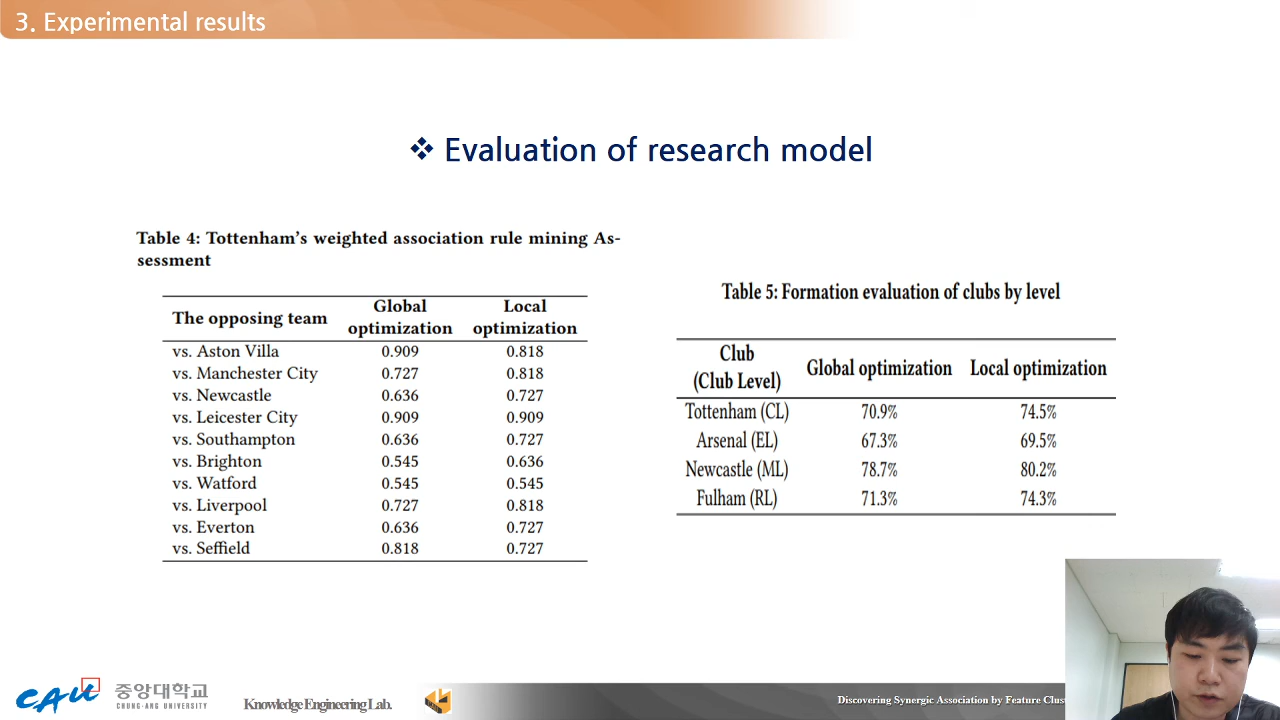 3. Experimental results
❖ Evaluation of research model
Table 4: Tottenham's weighted association rule mining As-
sessment
The opposing team Global optimization Local optimization
vs. Aston Villa 0.909 0.818
vs. Manchester City 0.727 0.818
vs. Newcastle 0.636 0.727
vs. Leicester City 0.909 0.909
vs. Southampton 0.636 0.727
vs. Brighton 0.545 0.636
vs. Watford 0.545 0.545
vs. Liverpool 0.727 0.818
vs. Everton 0.636 0.727
vs. Seffield 0.818 0.727
Table 5: Formation evaluation of clubs by level
Club (Club Level) Global optimization Local optimization
Tottenham (CL) 70.9% 74.5%
Arsenal (EL) 67.3% 69.5%
Newcastle (ML) 78.7% 80.2%
Fulham (RL) 71.3% 74.3%
CAU 중앙대학교
CHUNG-ANG UNIVERSITY
Knowledge Engineering Lab.
Discovering Synergic Association by Feature Clus